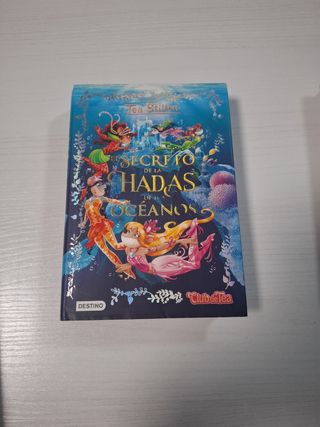 Tea Stilton
EL SECRETO
DE LAS
HADAS
DE LOS
OCÉANOS
DESTINO
Club de Tea